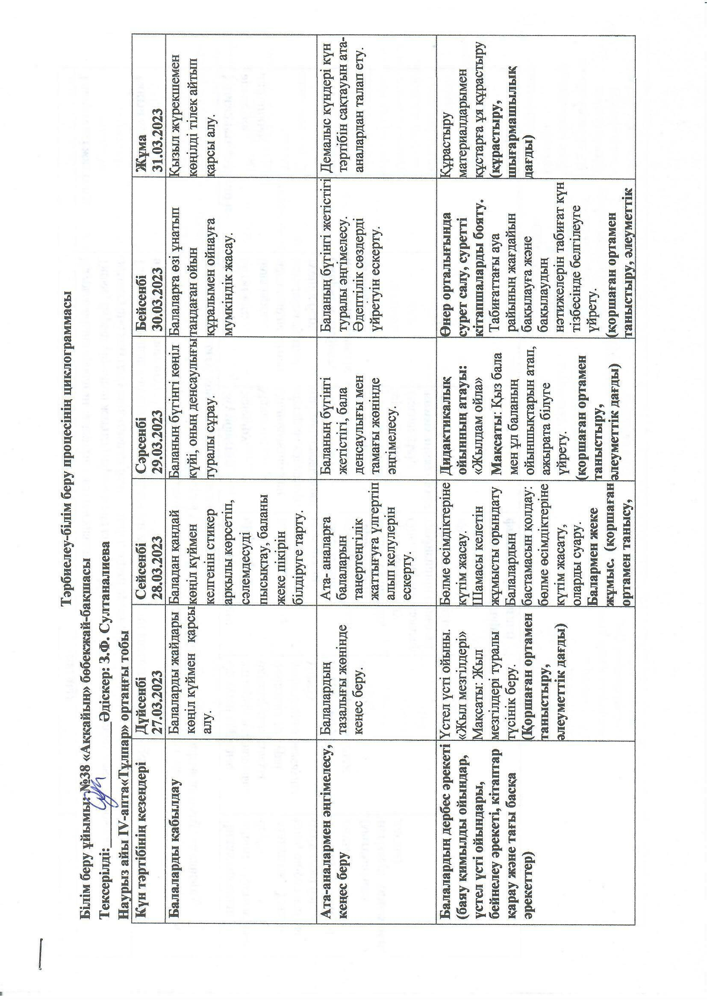 Тәрбиелеу-білім беру процесінің циклограммасы
Білім беру ұйымы: №38 «Аққайың» бөбекжай-бақшасы
Тексерілді:____________________Әдіскер: З.Ф. Султаналиева
Наурыз айы IV-апта«Тұлпар» ортаңғы тобы
Күн тәртібінің кезеңдері
Дүйсенбі
27.03.2023
Сейсенбі
28.03.2023
Сәрсенбі
29.03.2023
Бейсенбі
30.03.2023
Жұма
31.03.2023
Балаларды қабылдау
Балаларды жайдары
көңіл күймен қарсы
алу.
Баладан қандай
көңіл күймен
келгенін стикер
арқылы көрсетіп,
сәлемдесуді
пысықтау, баланы
жеке пікірін
білдіруге тарту.
Баланың бүгінгі көңіл
күйі, оның денсаулығы
туралы сұрау.
Балаларға өзі ұнатып
таңдаған ойын
құралымен ойнауға
мумкіндік жасау.
Қызыл жүрекшемен
көңілді тілек айтып
қарсы алу.
Ата-аналармен әңгімелесу,
кеңес беру
Балалардың
тазалығы жөнінде
кеңес беру.
Ата- аналарға
балаларын
таңертеңгілік
жаттығуға үлгертіп
алып келулерін
ескерту.
Баланың бүгінгі
жетістігі, бала
денсаулығы мен
тамағы жөнінде
әңгімелесу.
Баланың бүгінгі жетістігі
туралы әңгімелесу.
Әдептілік сөздерді
үйретуін ескерту.
Демалыс күндері күн
тәртібін сақтауын ата-
аналардан талап ету.
Балалардың дербес әрекеті
(баяу қимылды ойындар,
үстел үсті ойындары,
бейнелеу әрекеті, кітаптар
қарау және тағы басқа
әрекеттер)
Үстел үсті ойыны.
«Жыл мезгілдері»
Мақсаты: Жыл
мезгілдері туралы
түсінік беру.
(Қоршаған ортамен
таныстыру,
әлеуметтік дағды)
Бөлме өсімдіктеріне
күтім жасау.
Шамасы келетін
жұмысты орындату
Балалардың
бастамасын қолдау:
бөлме өсімдіктеріне
күтім жасату,
оларды суару.
Балармен жеке
жұмыс. (қоршаған
ортамен танысу,
Дидактикалық
ойынның атауы:
«Жылдам ойла»
Мақсаты: Қыз бала
мен ұл баланың
ойыншықтарын атап,
ажырата білуге
үйрету.
(қоршаған ортамен
таныстыру,
әлеуметтік дағды)
Өнер орталығында
сурет салу, суретті
кітапшаларды бояту.
Табиғаттағы ауа
райының жағдайын
бақылауға және
бақылаудың
нәтижелерін табиғат күн
тізбесінде белгілеуге
үйрету.
(қоршаған ортамен
таныстыру, әлеуметтік
Құрастыру
материалдарымен
құстарға ұя құрастыру
(құрастыру,
шығармашылық
дағды)